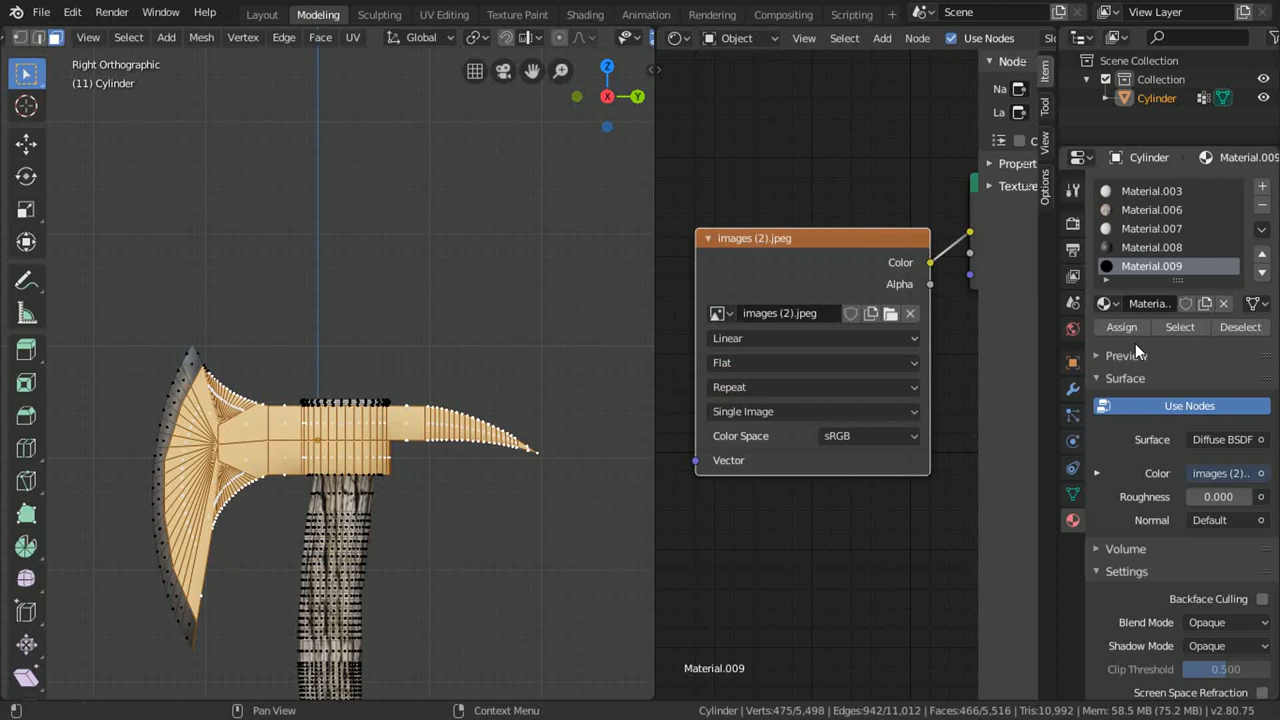 File Edit Render Window Help Layout Modeling Sculpting UV Editing Texture Paint Shading Animation Rendering Compositing Scripting Scene View Layer
View Select Add Mesh Vertex Edge Face UV Global Object View Select Add Node Use Nodes
Right Orthographic
(11) Cylinder
Z
X
Y
Node
Na
La
Propert
Texture
Item
Tool
View
Options
images (2).jpeg
Color
Alpha
images (2).jpeg
Linear
Flat
Repeat
Single Image
Color Space sRGB
Vector
Material.009
Scene Collection
Collection
Cylinder
Cylinder Material.009
Material.003
Material.006
Material.007
Material.008
Material.009
Materia..
Assign Select Deselect
Preview
Surface
Use Nodes
Surface Diffuse BSDF
Color images (2)..
Roughness 0.000
Normal Default
Volume
Settings
Backface Culling
Blend Mode Opaque
Shadow Mode Opaque
Clip Threshold 0.500
Screen Space Refraction
Select Box Select Pan View Context Menu Cylinder | Verts:475/5,498 | Edges:942/11,012 | Faces:466/5,516 | Tris:10,992 | Mem: 58.5 MB (75.2 MB) | v2.80.75